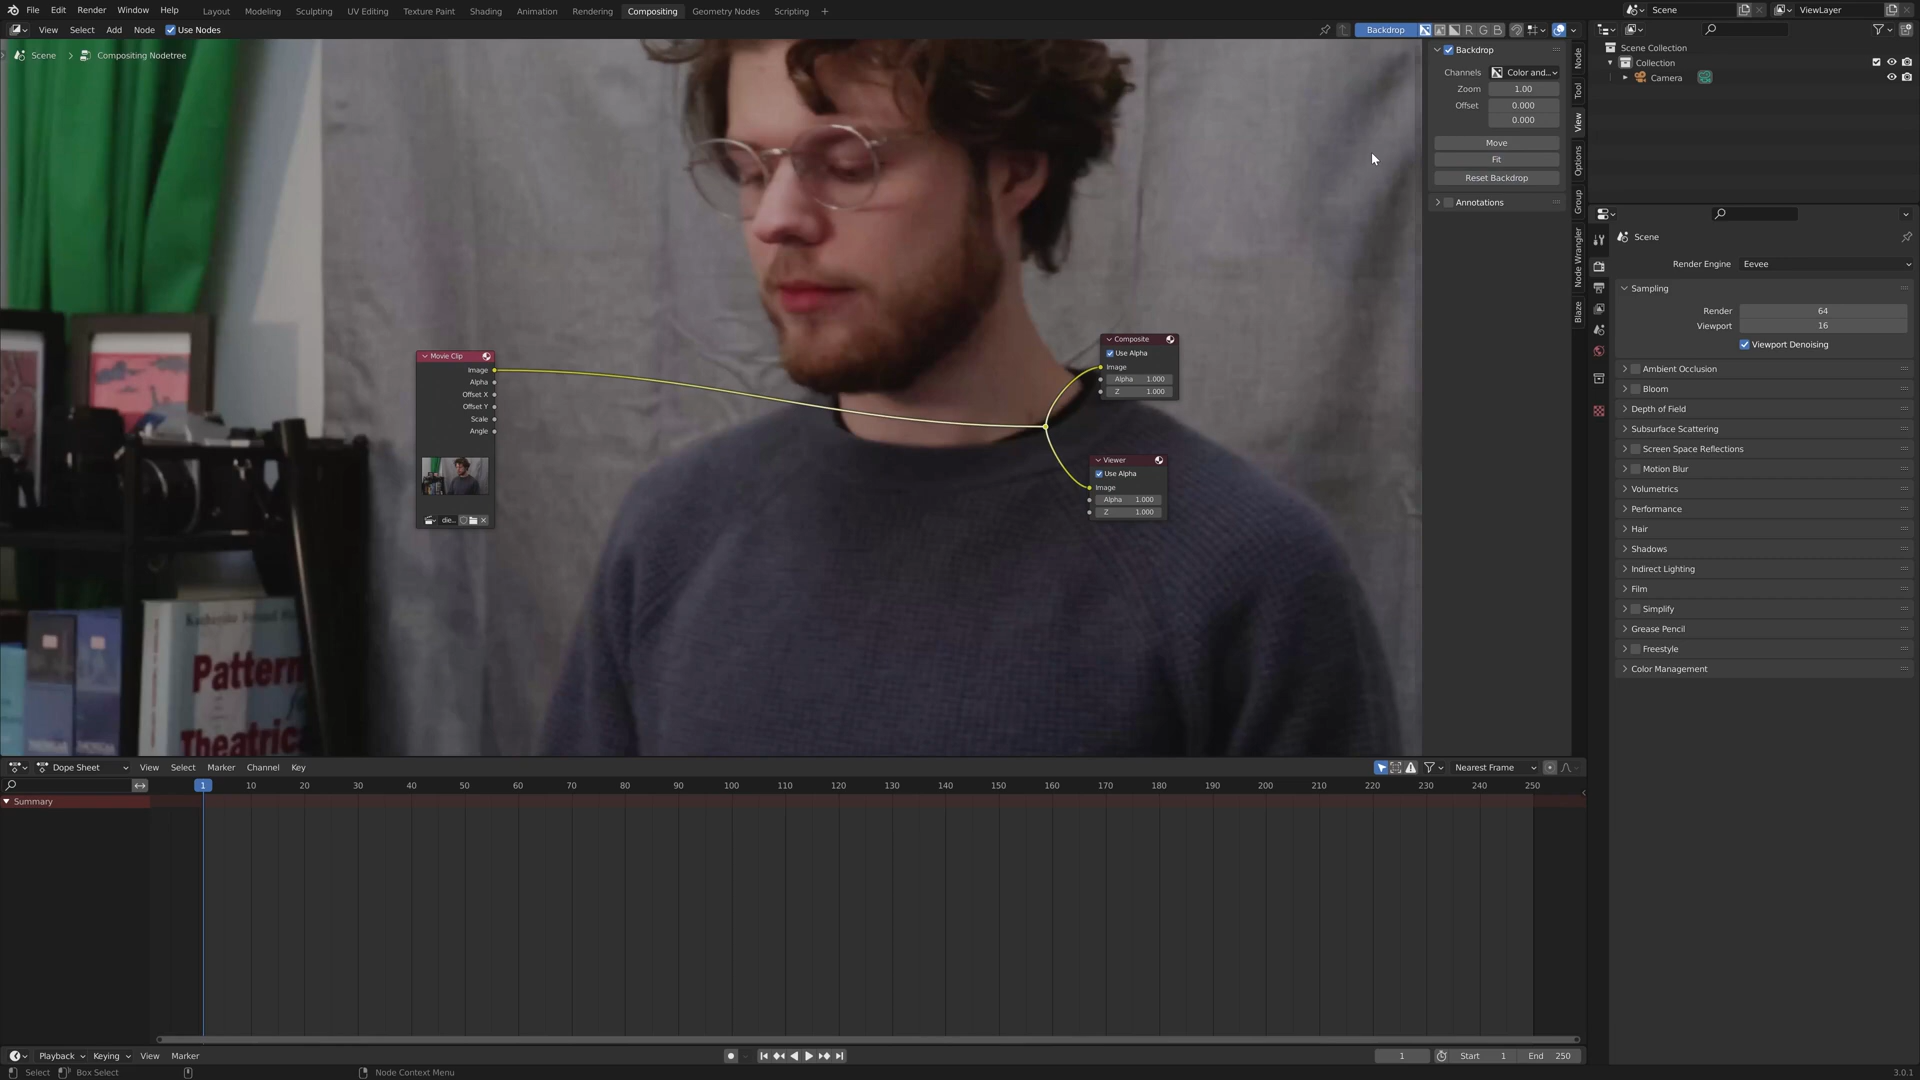 File Edit Render Window Help Layout Modeling Sculpting UV Editing Texture Paint Shading Animation Rendering Compositing Geometry Nodes Scripting + Scene ViewLayer
View Select Add Node Use Nodes Backdrop R G B
Scene > Compositing Nodetree
Backdrop
Channels Color and...
Zoom 1.00
Offset 0.000
0.000
Move
Fit
Reset Backdrop
Annotations
Node
Tool
View
Options
Group
Node Wrangler
Blaze
Scene Collection
Collection
Camera
Scene
Render Engine Eevee
Sampling
Render 64
Viewport 16
Viewport Denoising
Ambient Occlusion
Bloom
Depth of Field
Subsurface Scattering
Screen Space Reflections
Motion Blur
Volumetrics
Performance
Hair
Shadows
Indirect Lighting
Film
Simplify
Grease Pencil
Freestyle
Color Management
Movie Clip
Image
Alpha
Offset X
Offset Y
Scale
Angle
die...
Composite
Use Alpha
Image
Alpha 1.000
Z 1.000
Viewer
Use Alpha
Image
Alpha 1.000
Z 1.000
Pattern
Theatric
Dope Sheet View Select Marker Channel Key Nearest Frame
1 10 20 30 40 50 60 70 80 90 100 110 120 130 140 150 160 170 180 190 200 210 220 230 240 250
Summary
Playback Keying View Marker 1 Start 1 End 250
Select Box Select Node Context Menu 3.0.1